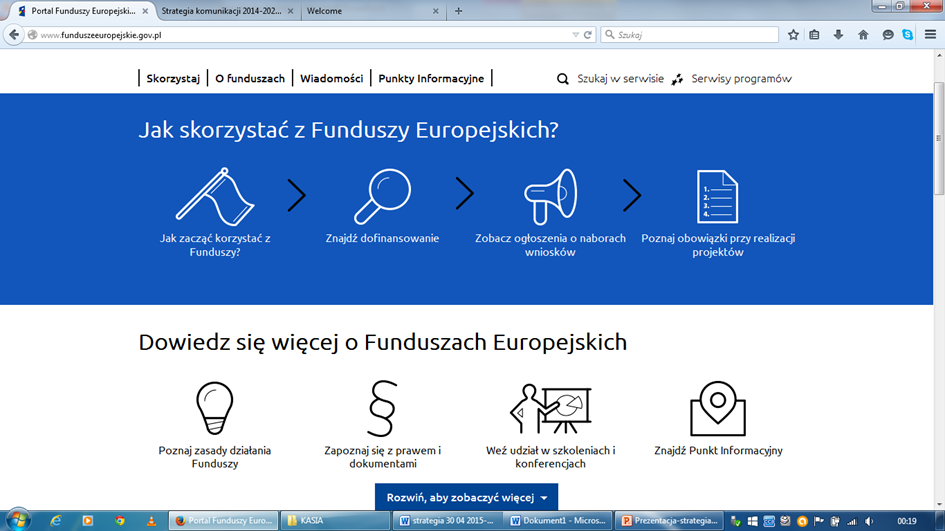 Portal Funduszy Europejski...
Strategia komunikacji 2014-202...
Welcome
www.funduszeeuropejskie.gov.pl
Szukaj
Skorzystaj
O funduszach
Wiadomości
Punkty Informacyjne
Szukaj w serwisie
Serwisy programów
Jak skorzystać z Funduszy Europejskich?
Jak zacząć korzystać z
Funduszy?
Znajdź dofinansowanie
Zobacz ogłoszenia o naborach
wniosków
1.
2.
3.
4.
Poznaj obowiązki przy realizacji
projektów
Dowiedz się więcej o Funduszach Europejskich
Poznaj zasady działania
Funduszy
Zapoznaj się z prawem i
dokumentami
Weź udział w szkoleniach i
konferencjach
Znajdź Punkt Informacyjny
Rozwiń, aby zobaczyć więcej
Portal Funduszy Euro...
KASIA
strategia 30 04 2015-...
Dokument1 - Micros...
Prezentacja-strategia...
00:19